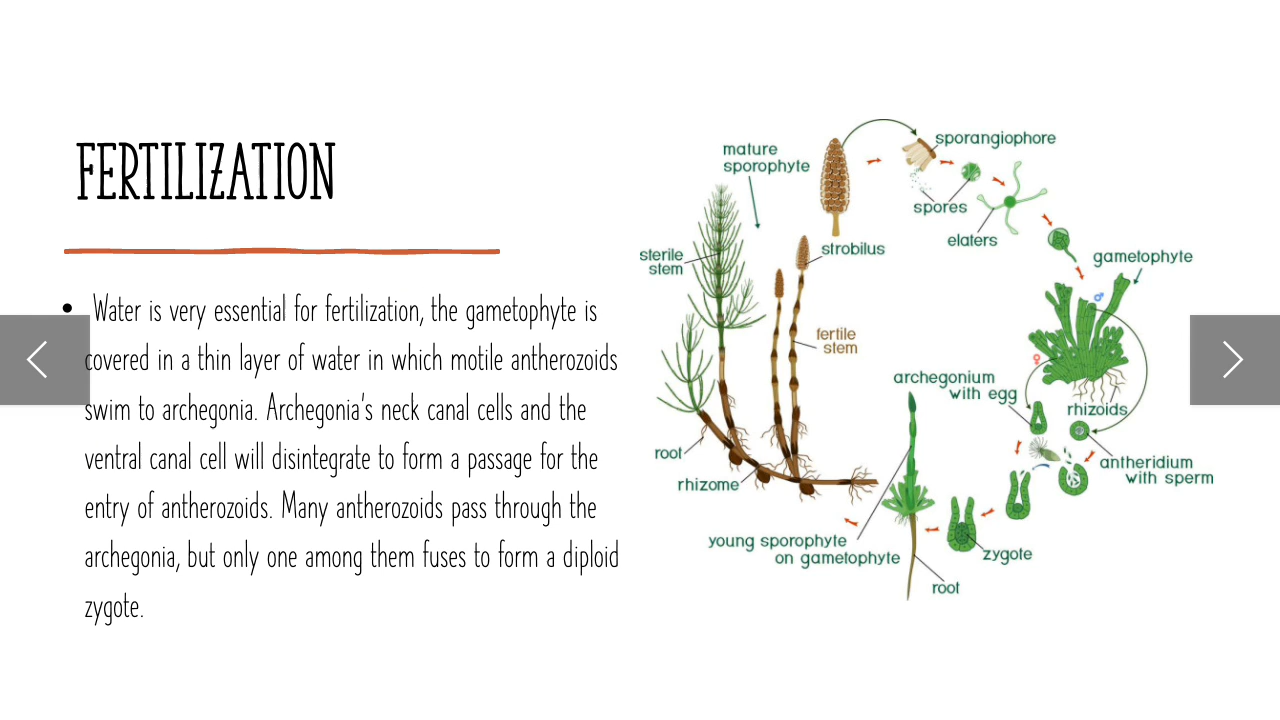 FERTILIZATION
• Water is very essential for fertilization, the gametophyte is
covered in a thin layer of water in which motile antherozoids
swim to archegonia. Archegonia's neck canal cells and the
ventral canal cell will disintegrate to form a passage for the
entry of antherozoids. Many antherozoids pass through the
archegonia, but only one among them fuses to form a diploid
zygote.
mature
sporophyte
sporangiophore
spores
elaters
strobilus
sterile
stem
gametophyte
fertile
stem
archegonium
with egg
rhizoids
root
rhizome
antheridium
with sperm
young sporophyte
on gametophyte
zygote
root